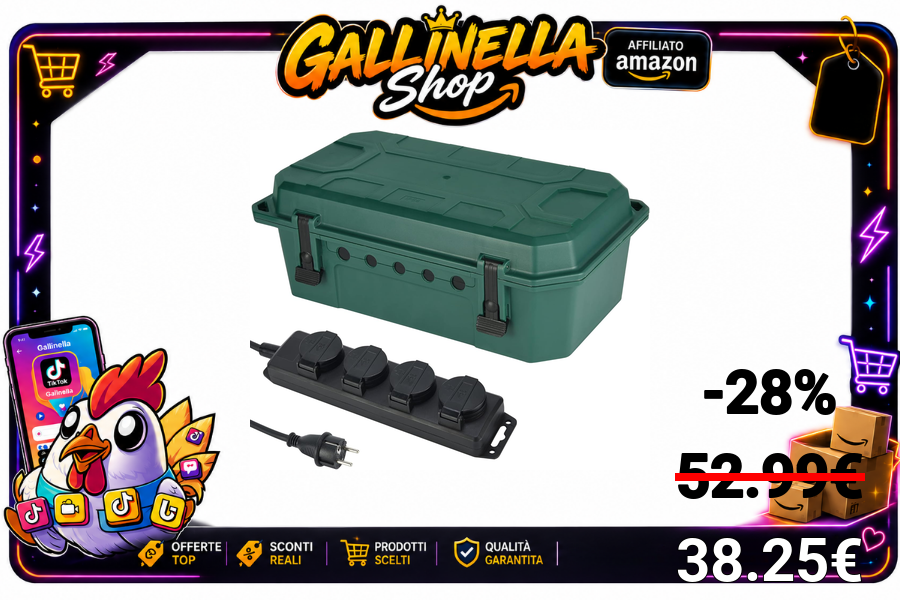 GALLINELLA
Shop
AFFILIATO
amazon
Gallinella
TikTok
Gallinella
-28%
52.99€
38.25€
OFFERTE
TOP
SCONTI
REALI
PRODOTTI
SCELTI
QUALITÀ
GARANTITA